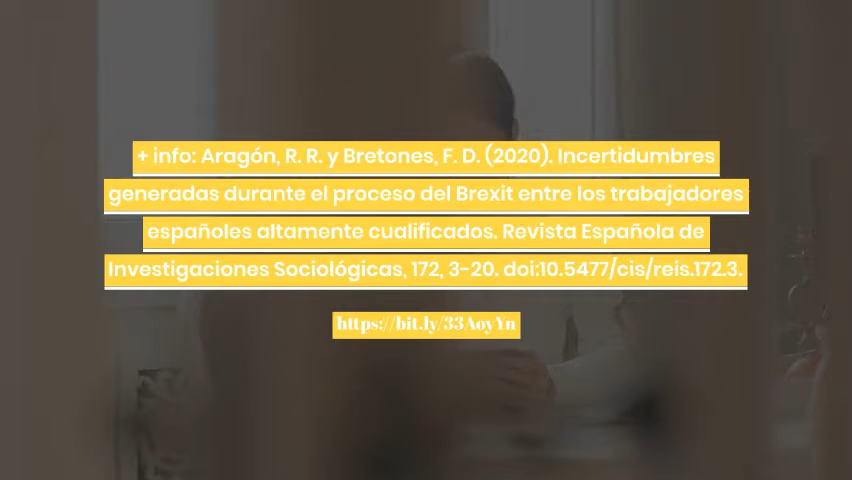 + info: Aragón, R. R. y Bretones, F. D. (2020). Incertidumbres
generadas durante el proceso del Brexit entre los trabajadores
españoles altamente cualificados. Revista Española de
Investigaciones Sociológicas, 172, 3-20. doi:10.5477/cis/reis.172.3.
https://bit.ly/33AoyYn